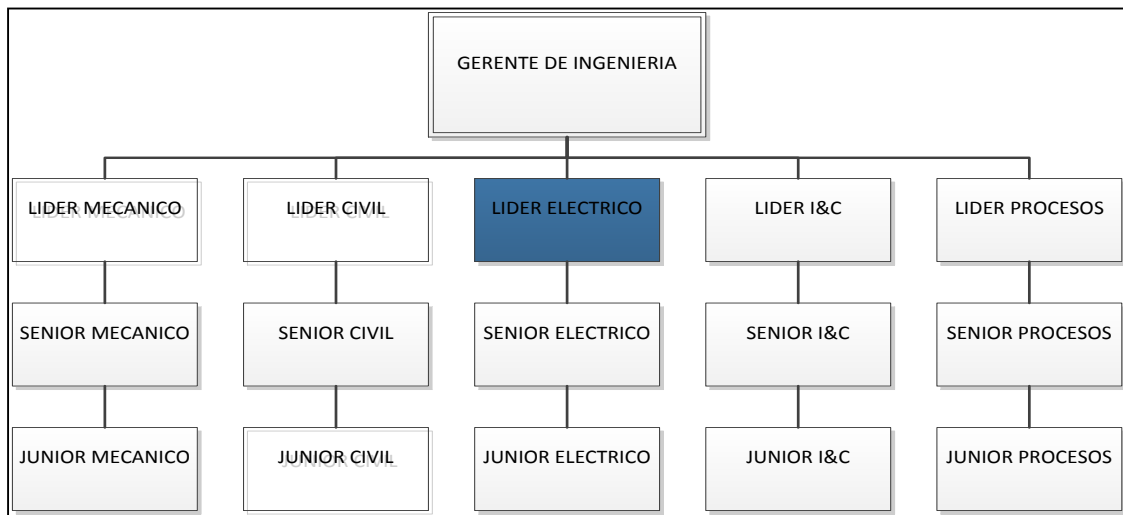 GERENTE DE INGENIERIA
LIDER MECANICO
LIDER CIVIL
LIDER ELECTRICO
LIDER I&C
LIDER PROCESOS
SENIOR MECANICO
SENIOR CIVIL
SENIOR ELECTRICO
SENIOR I&C
SENIOR PROCESOS
JUNIOR MECANICO
JUNIOR CIVIL
JUNIOR ELECTRICO
JUNIOR I&C
JUNIOR PROCESOS